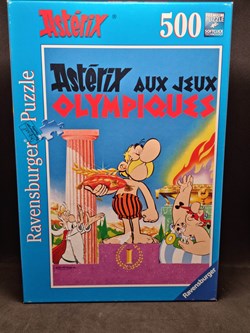 Astérix
500
Astérix
AUX JEUX
OLYMPIQUES
Ravensburger Puzzle
I
Ravensburger